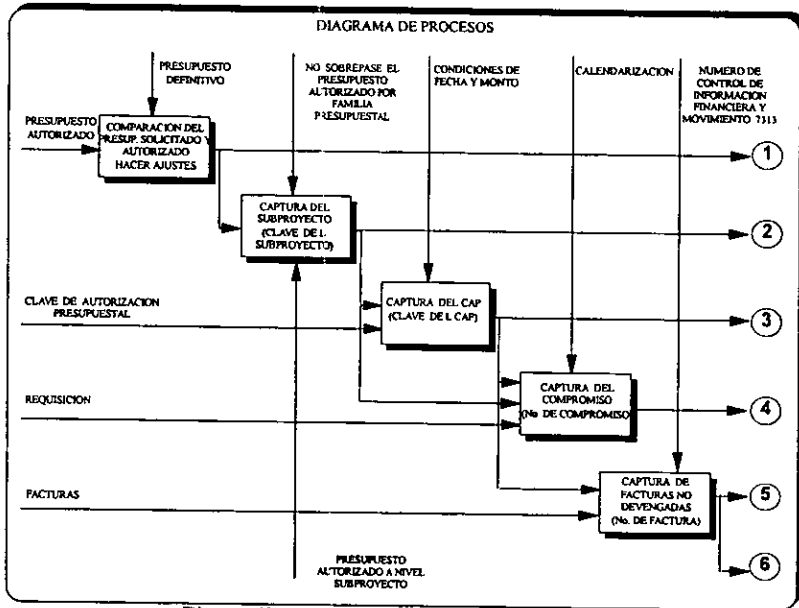 DIAGRAMA DE PROCESOS
PRESUPUESTO
DEFINITIVO
NO SOBREPASE EL
PRESUPUESTO
AUTORIZADO POR
FAMILIA
PRESUPUESTAL
CONDICIONES DE
FECHA Y MONTO
CALENDARIZACION
NUMERO DE
CONTROL DE
INFORMACION
FINANCIERA Y
MOVIMIENTO 7313
PRESUPUESTO
AUTORIZADO
COMPARACION DEL
PRESUP. SOLICITADO Y
AUTORIZADO
HACER AJUSTES
1
CAPTURA DEL
SUBPROYECTO
(CLAVE DE L
SUBPROYECTO)
2
CLAVE DE AUTORIZACION
PRESUPUESTAL
CAPTURA DEL CAP
(CLAVE DE L CAP)
3
REQUISICION
CAPTURA DEL
COMPROMISO
(No. DE COMPROMISO
4
FACTURAS
CAPTURA DE
FACTURAS NO
DEVENGADAS
(No. DE FACTURA)
5
6
PRESUPUESTO
AUTORIZADO A NIVEL
SUBPROYECTO